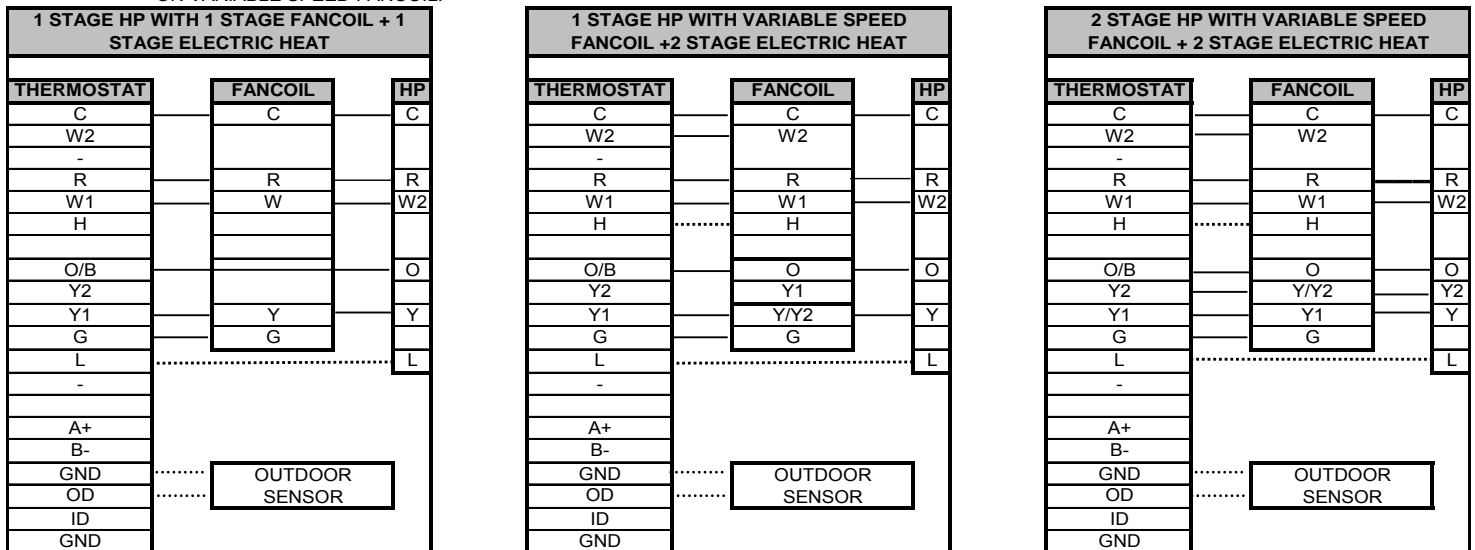 ON VARIABLE SPEED FANCOIL.
1 STAGE HP WITH 1 STAGE FANCOIL + 1
STAGE ELECTRIC HEAT
THERMOSTAT FANCOIL HP
C C C
W2
-
R R R
W1 W W2
H
O/B O
Y2
Y1 Y Y
G G
L L
-
A+
B-
GND OUTDOOR
OD SENSOR
ID
GND
1 STAGE HP WITH VARIABLE SPEED
FANCOIL +2 STAGE ELECTRIC HEAT
THERMOSTAT FANCOIL HP
C C C
W2 W2
-
R R R
W1 W1 W2
H H
O/B O O
Y2 Y1
Y1 Y/Y2 Y
G G
L L
-
A+
B-
GND OUTDOOR
OD SENSOR
ID
GND
2 STAGE HP WITH VARIABLE SPEED
FANCOIL + 2 STAGE ELECTRIC HEAT
THERMOSTAT FANCOIL HP
C C C
W2 W2
-
R R R
W1 W1 W2
H H
O/B O O
Y2 Y/Y2 Y2
Y1 Y1 Y
G G
L L
-
A+
B-
GND OUTDOOR
OD SENSOR
ID
GND